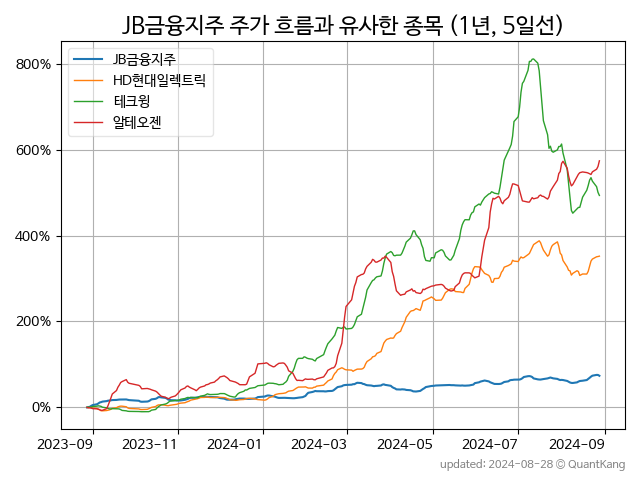 JB금융지주 주가 흐름과 유사한 종목 (1년, 5일선)
JB금융지주
HD현대일렉트릭
테크윙
알테오젠
800%
600%
400%
200%
0%
2023-09 2023-11 2024-01 2024-03 2024-05 2024-07 2024-09
updated: 2024-08-28 © QuantKang